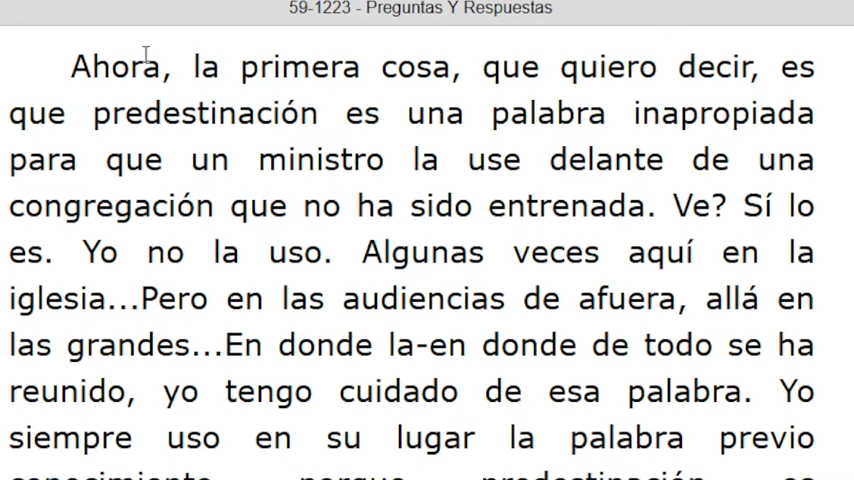 59-1223 - Preguntas Y Respuestas
Ahora, la primera cosa, que quiero decir, es
que predestinación es una palabra inapropiada
para que un ministro la use delante de una
congregación que no ha sido entrenada. Ve? Sí lo
es. Yo no la uso. Algunas veces aquí en la
iglesia...Pero en las audiencias de afuera, allá en
las grandes...En donde la-en donde de todo se ha
reunido, yo tengo cuidado de esa palabra. Yo
siempre uso en su lugar la palabra previo
conocimiento, porque predestinación es